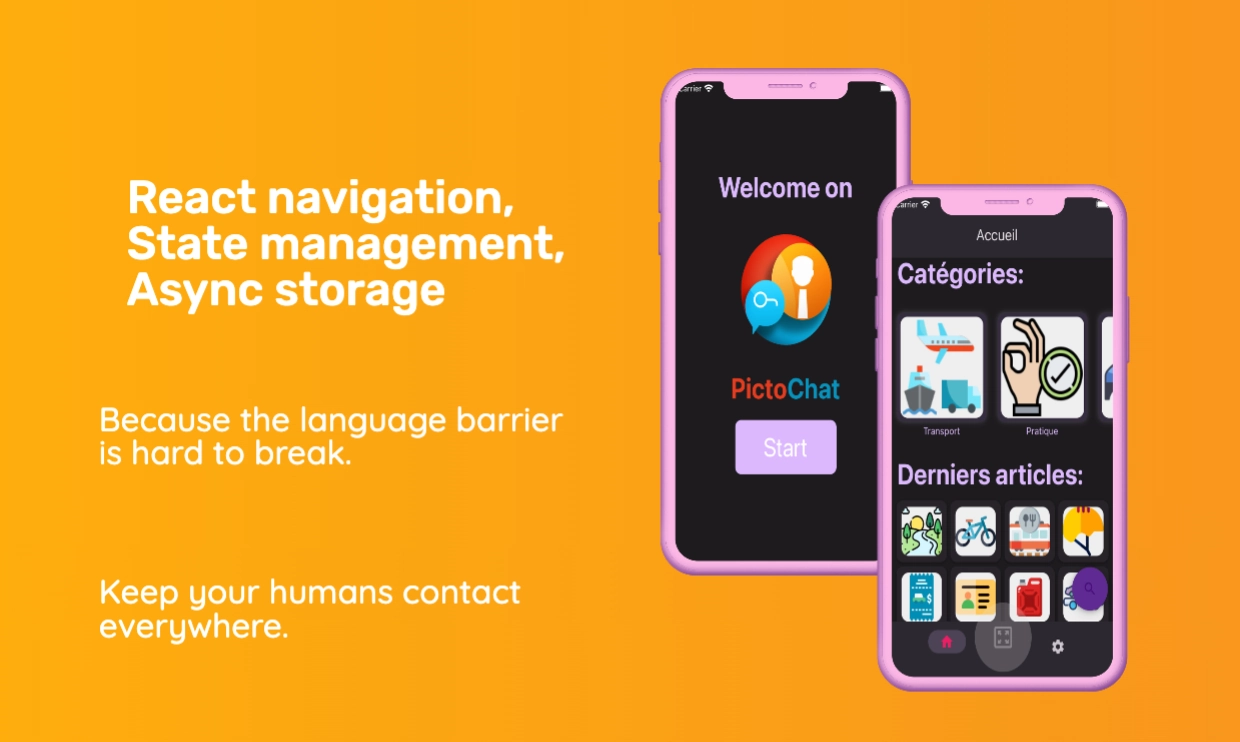 React navigation,
State management,
Async storage
Because the language barrier
is hard to break.
Keep your humans contact
everywhere.
Carrier
Welcome on
PictoChat
Start
Carrier
Accueil
Catégories:
Transport
Pratique
Derniers articles: